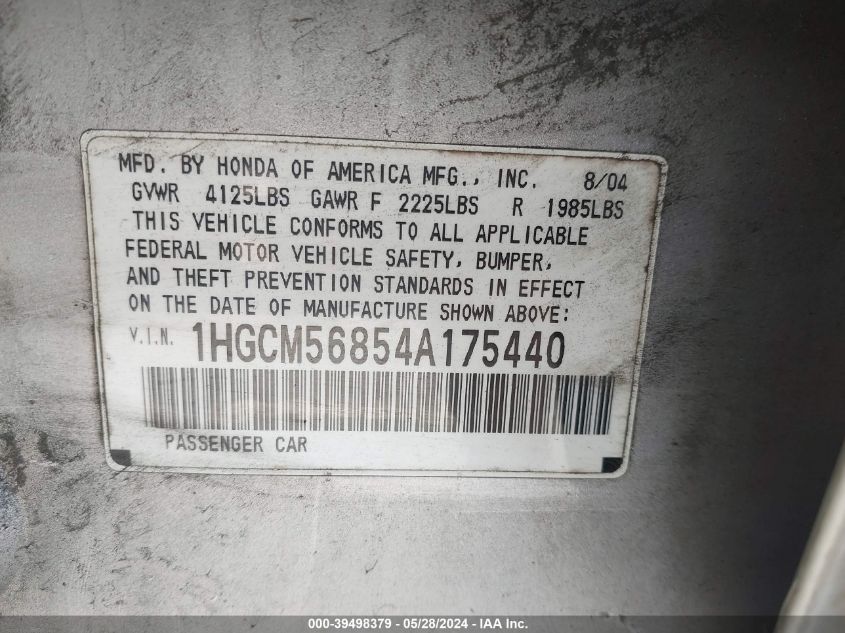 MFD. BY HONDA OF AMERICA MFG., INC. 8/04
GVWR 4125LBS GAWR F 2225LBS R 1985LBS
THIS VEHICLE CONFORMS TO ALL APPLICABLE
FEDERAL MOTOR VEHICLE SAFETY, BUMPER,
AND THEFT PREVENTION STANDARDS IN EFFECT
ON THE DATE OF MANUFACTURE SHOWN ABOVE:
V.I.N. 1HGCM56854A175440
PASSENGER CAR
000-39498379 - 05/28/2024 - IAA Inc.